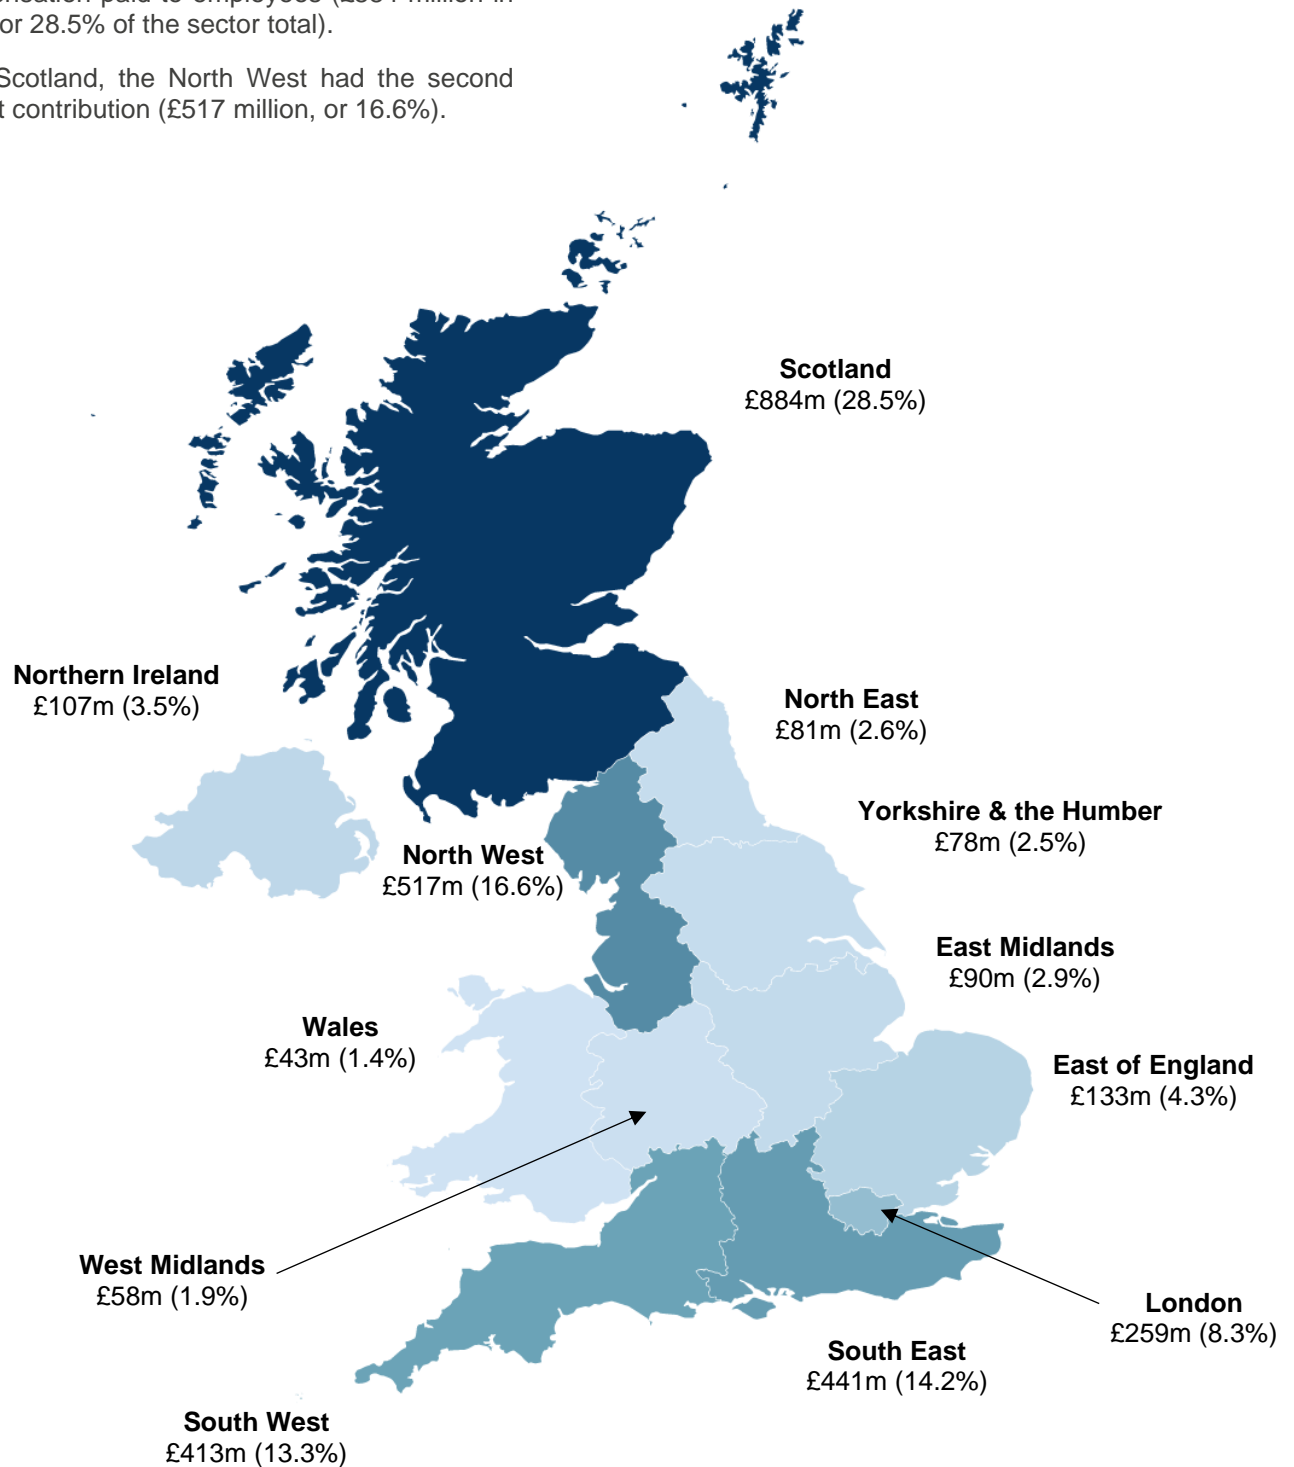 or 28.5% of the sector total).
Scotland, the North West had the second
contribution (£517 million, or 16.6%).
Scotland
£884m (28.5%)
Northern Ireland
£107m (3.5%)
North East
£81m (2.6%)
Yorkshire & the Humber
£78m (2.5%)
North West
£517m (16.6%)
East Midlands
£90m (2.9%)
Wales
£43m (1.4%)
East of England
£133m (4.3%)
West Midlands
£58m (1.9%)
London
£259m (8.3%)
South East
£441m (14.2%)
South West
£413m (13.3%)